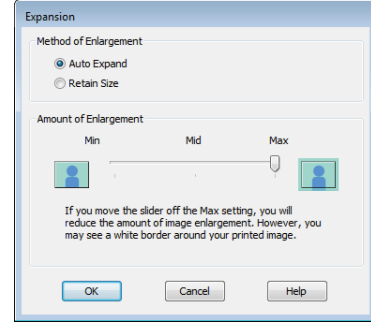 Expansion
Method of Enlargement
Auto Expand
Retain Size
Amount of Enlargement
Min Mid Max
If you move the slider off the Max setting, you will
reduce the amount of image enlargement. However, you
may see a white border around your printed image.
OK Cancel Help